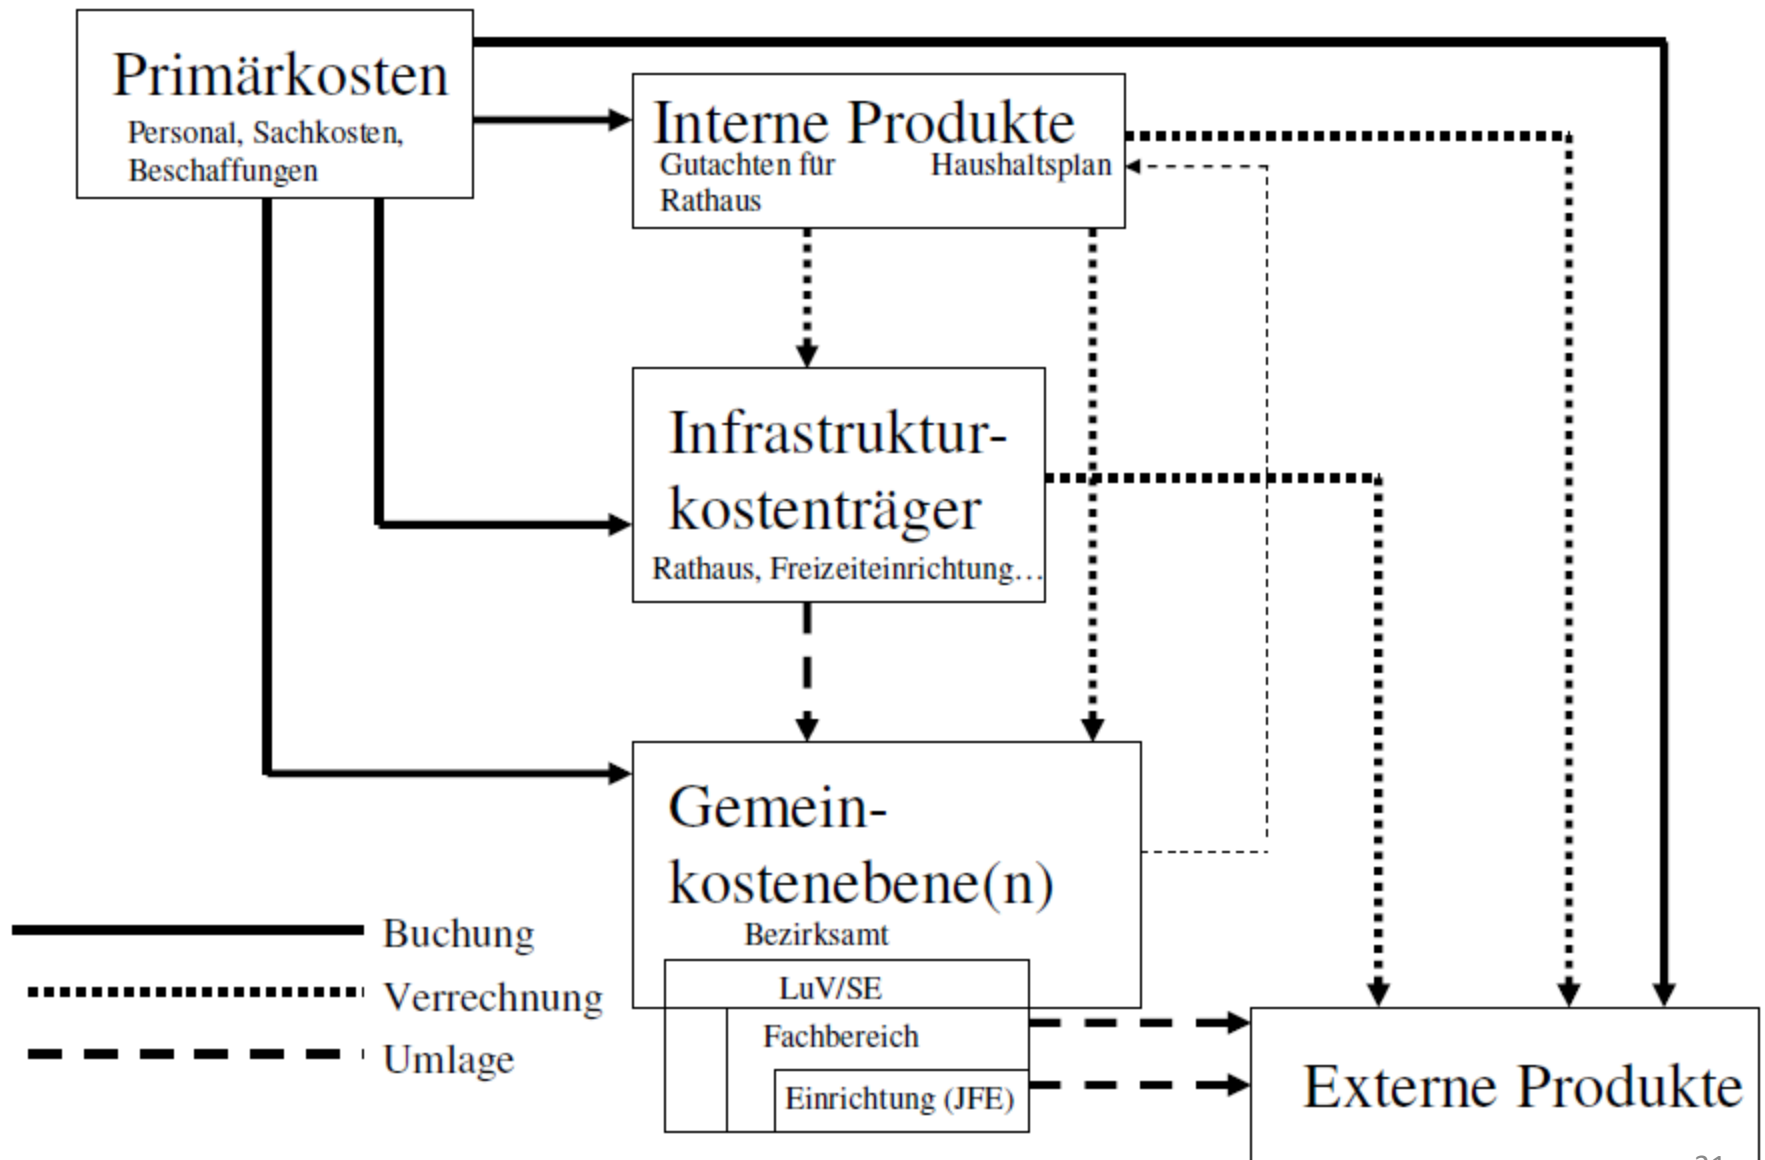 Primärkosten
Personal, Sachkosten,
Beschaffungen
Interne Produkte
Gutachten für Haushaltsplan
Rathaus
Infrastruktur-
kostenträger
Rathaus, Freizeiteinrichtung…
Gemein-
kostenebene(n)
Bezirksamt
LuV/SE
Fachbereich
Einrichtung (JFE)
Buchung
Verrechnung
Umlage
Externe Produkte